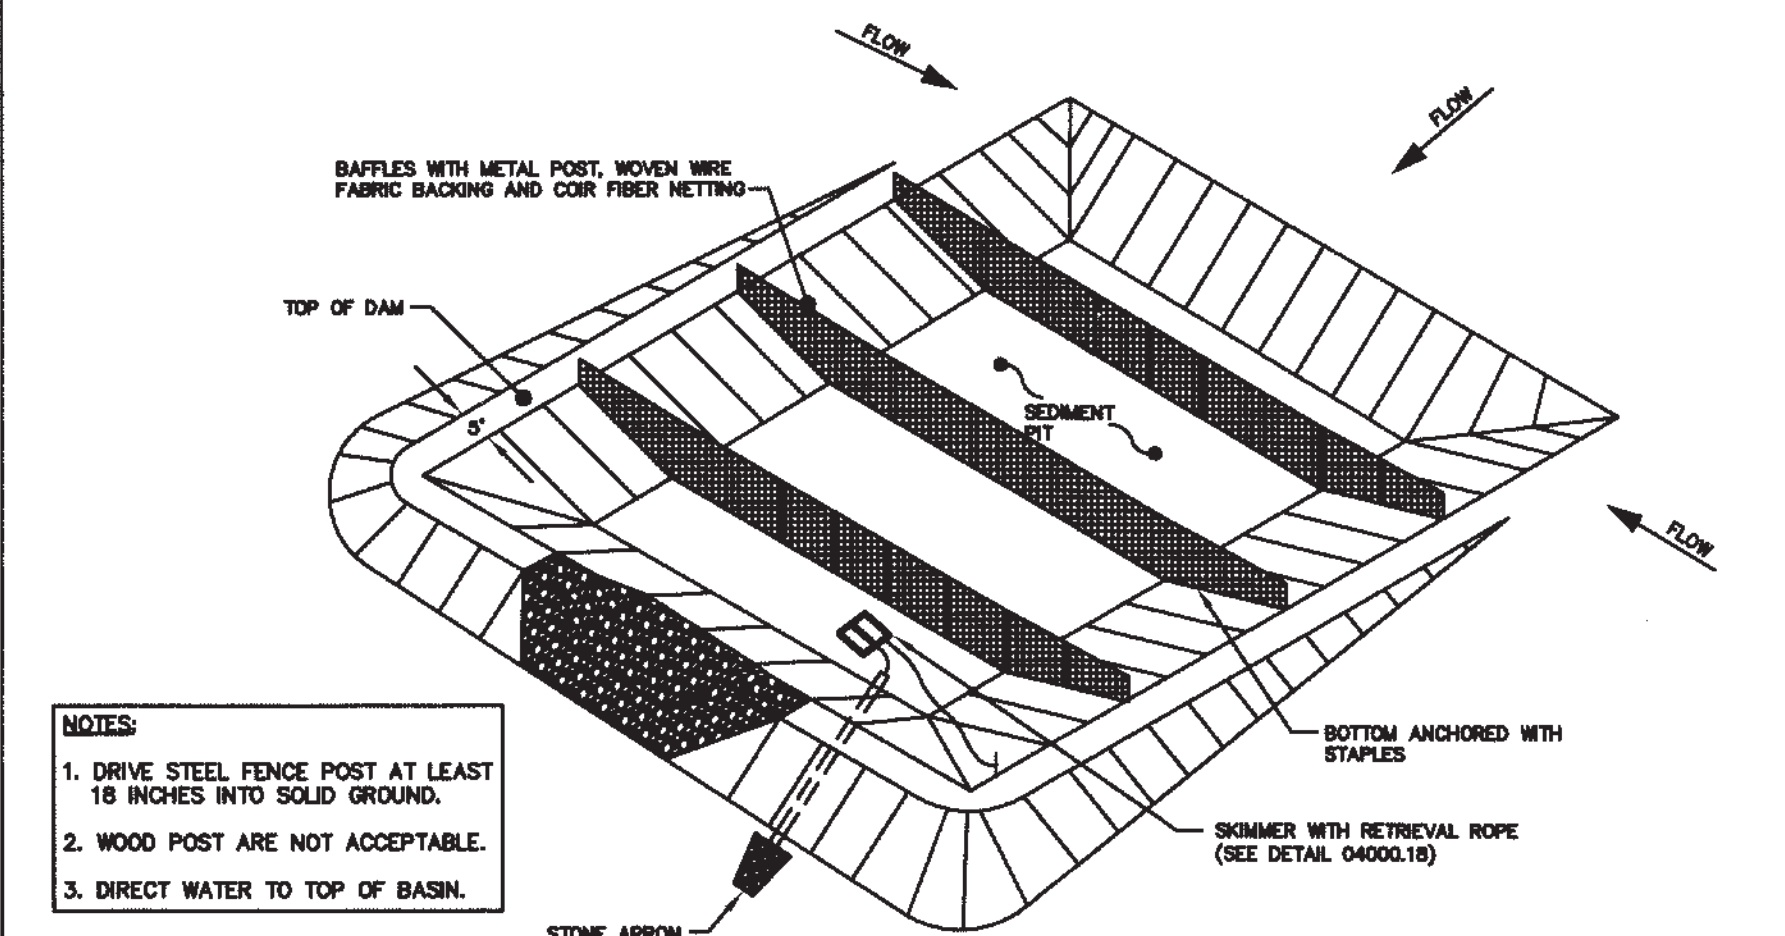 FLOW
FLOW
BAFFLES WITH METAL POST, WOVEN WIRE
FABRIC BACKING AND COIR FIBER NETTING
TOP OF DAM
5'
SEDIMENT
PIT
FLOW
NOTES:
1. DRIVE STEEL FENCE POST AT LEAST
18 INCHES INTO SOLID GROUND.
2. WOOD POST ARE NOT ACCEPTABLE.
3. DIRECT WATER TO TOP OF BASIN.
BOTTOM ANCHORED WITH
STAPLES
SKIMMER WITH RETRIEVAL ROPE
(SEE DETAIL 04000.18)
STONE APRON